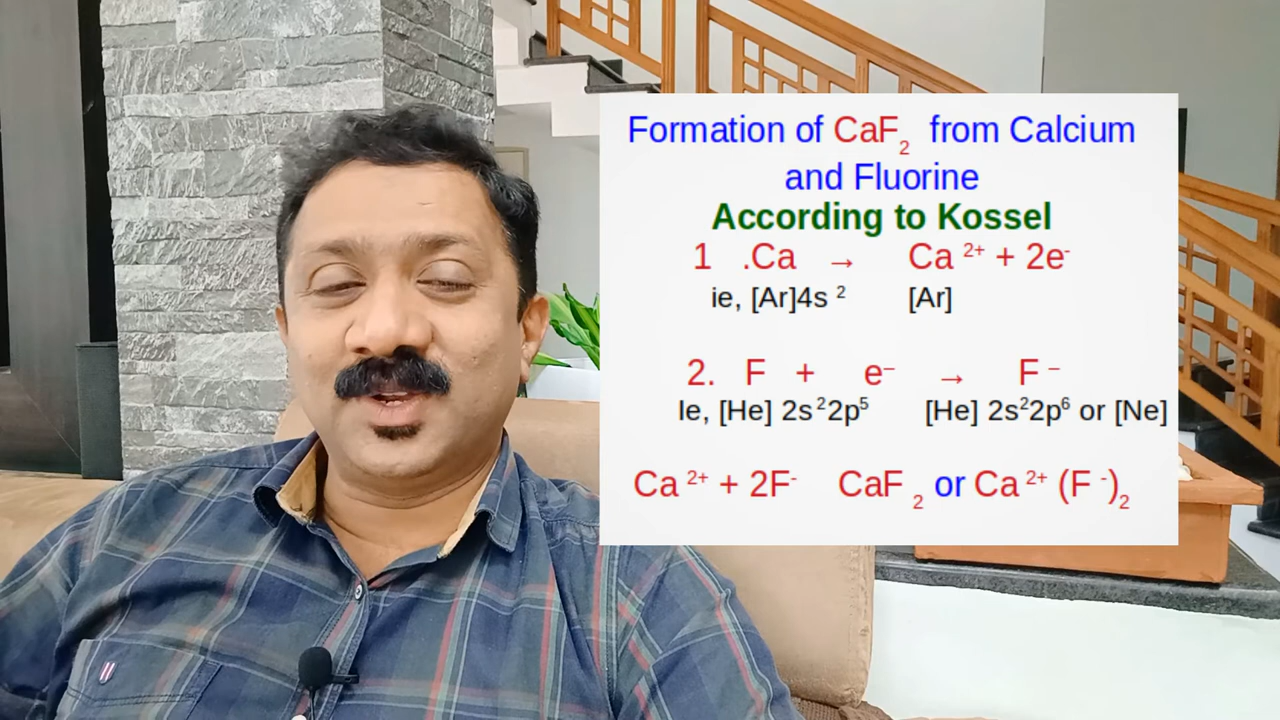 Formation of CaF₂ from Calcium
and Fluorine
According to Kossel
1 .Ca → Ca ²⁺ + 2e⁻
ie, [Ar]4s ² [Ar]
2. F + e⁻ → F ⁻
Ie, [He] 2s²2p⁵ [He] 2s²2p⁶ or [Ne]
Ca ²⁺ + 2F⁻ CaF ₂ or Ca ²⁺ (F ⁻)₂